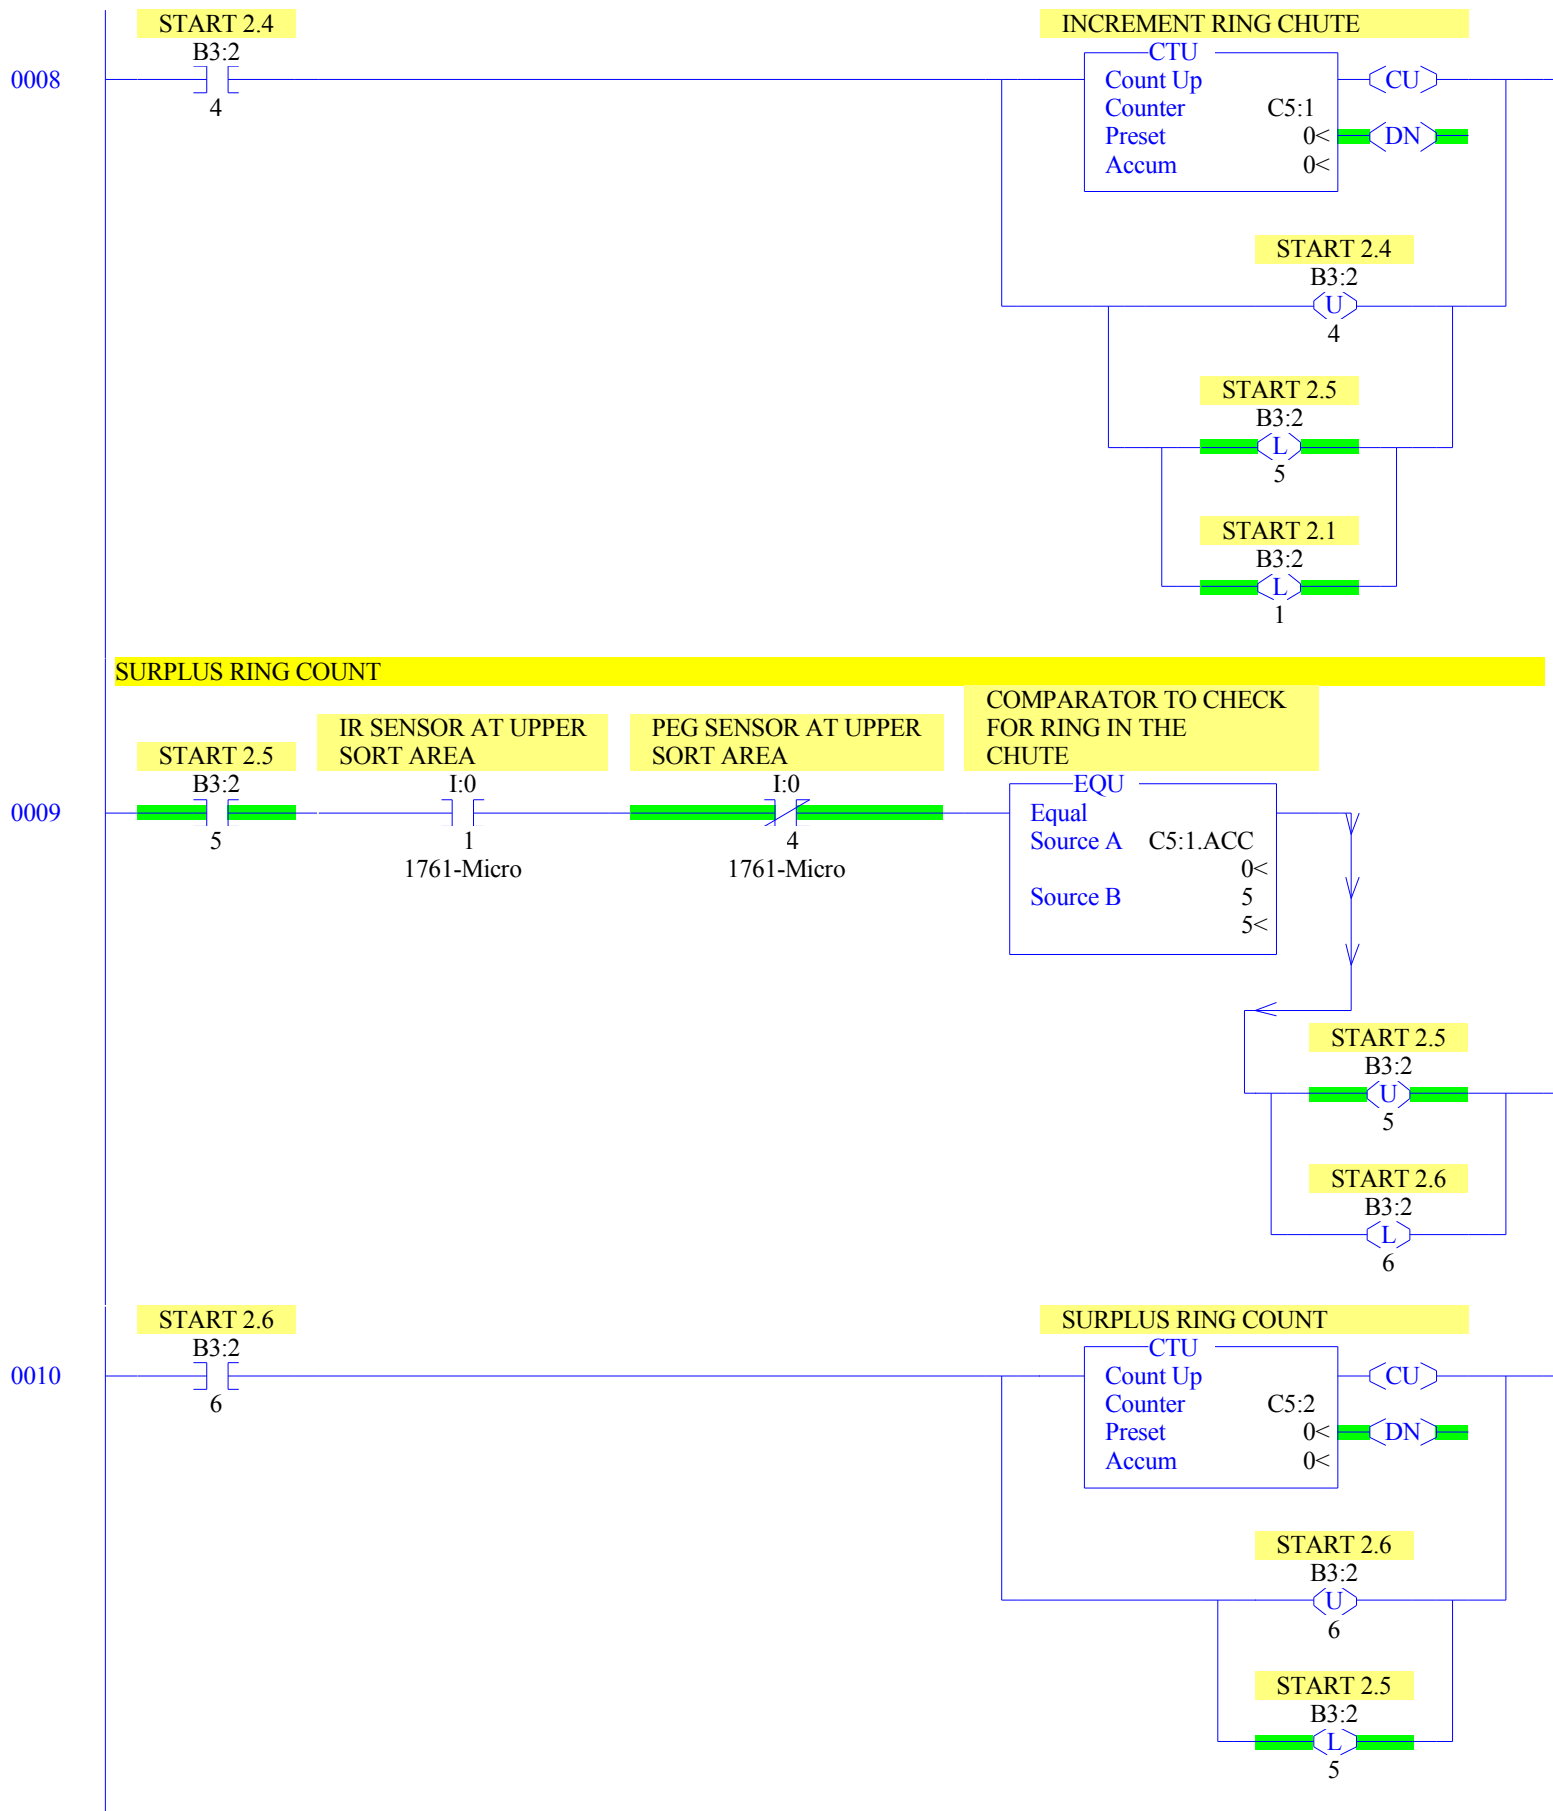 START 2.4
B3:2
0008
4
INCREMENT RING CHUTE
CTU
Count Up
Counter C5:1
Preset 0<
Accum 0<
CU
DN
START 2.4
B3:2
U
4
START 2.5
B3:2
L
5
START 2.1
B3:2
L
1
SURPLUS RING COUNT
0009
START 2.5
B3:2
5
IR SENSOR AT UPPER
SORT AREA
I:0
1
1761-Micro
PEG SENSOR AT UPPER
SORT AREA
I:0
4
1761-Micro
COMPARATOR TO CHECK
FOR RING IN THE
CHUTE
EQU
Equal
Source A C5:1.ACC
0<
Source B 5
5<
START 2.5
B3:2
U
5
START 2.6
B3:2
L
6
START 2.6
B3:2
0010
6
SURPLUS RING COUNT
CTU
Count Up
Counter C5:2
Preset 0<
Accum 0<
CU
DN
START 2.6
B3:2
U
6
START 2.5
B3:2
L
5